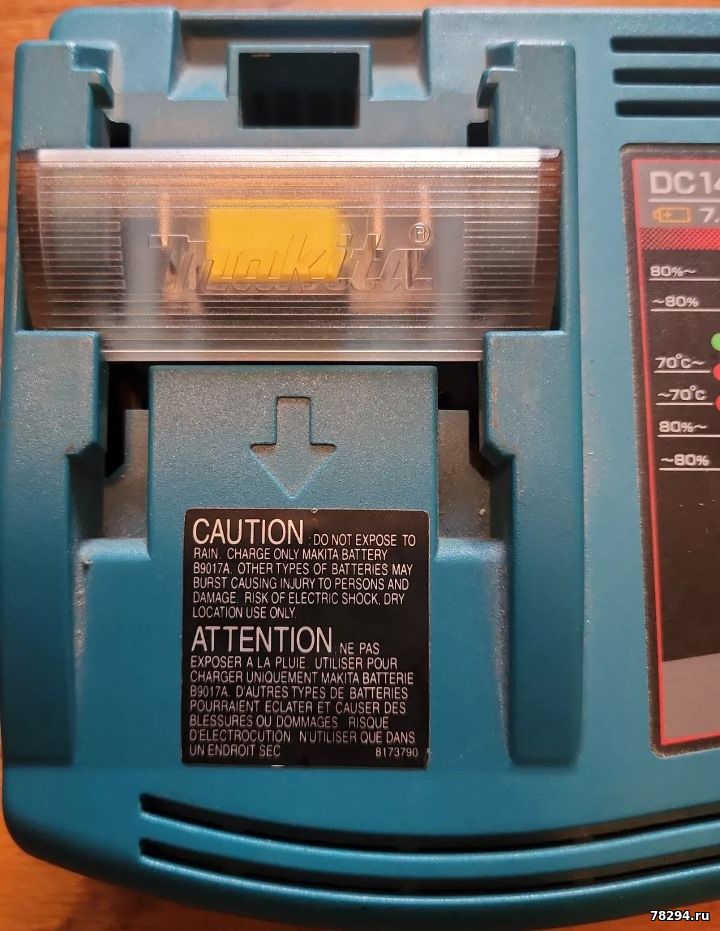 makita®
DC14
7.
80%~
~80%
70°c~
~70°c
80%~
~80%
CAUTION : DO NOT EXPOSE TO
RAIN. CHARGE ONLY MAKITA BATTERY
B9017A. OTHER TYPES OF BATTERIES MAY
BURST CAUSING INJURY TO PERSONS AND
DAMAGE. RISK OF ELECTRIC SHOCK, DRY
LOCATION USE ONLY.
ATTENTION : NE PAS
EXPOSER A LA PLUIE. UTILISER POUR
CHARGER UNIQUEMENT MAKITA BATTERIE
B9017A. D'AUTRES TYPES DE BATTERIES
POURRAIENT ECLATER ET CAUSER DES
BLESSURES OU DOMMAGES. RISQUE
D'ELECTROCUTION. N'UTILISER QUE DANS
UN ENDROIT SEC. 8173790
78294.ru